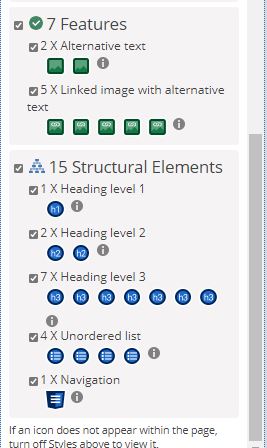 7 Features
2 X Alternative text
5 X Linked image with alternative
text
15 Structural Elements
1 X Heading level 1
h1
2 X Heading level 2
h2 h2
7 X Heading level 3
h3 h3 h3 h3 h3 h3 h3
4 X Unordered list
1 X Navigation
If an icon does not appear within the page,
turn off Styles above to view it.